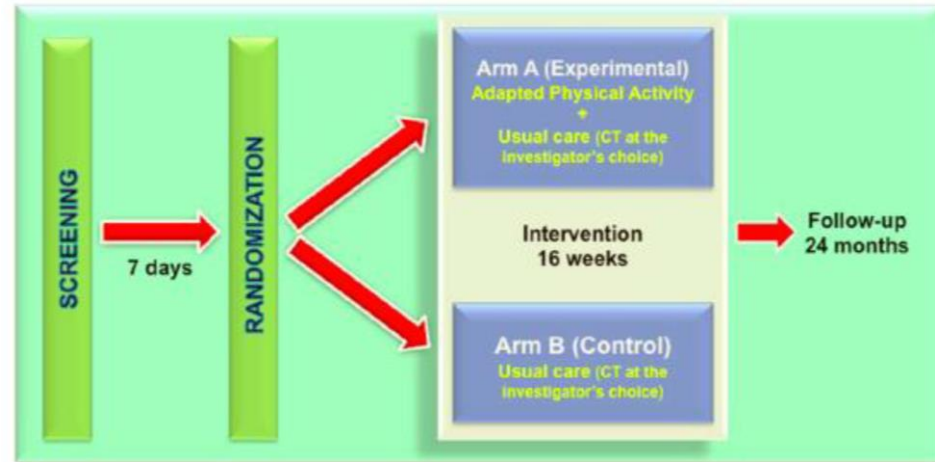 SCREENING
7 days
RANDOMIZATION
Arm A (Experimental)
Adapted Physical Activity
+
Usual care (CT at the
investigator's choice)
Intervention
16 weeks
Arm B (Control)
Usual care (CT at the
investigator's choice)
Follow-up
24 months